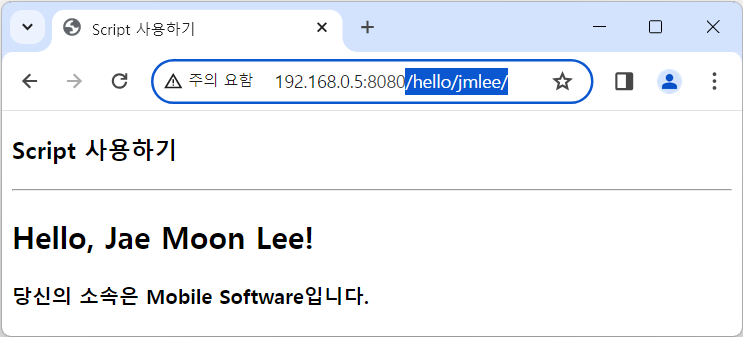 Script 사용하기
주의 요함 192.168.0.5:8080/hello/jmlee/
Script 사용하기
Hello, Jae Moon Lee!
당신의 소속은 Mobile Software입니다.